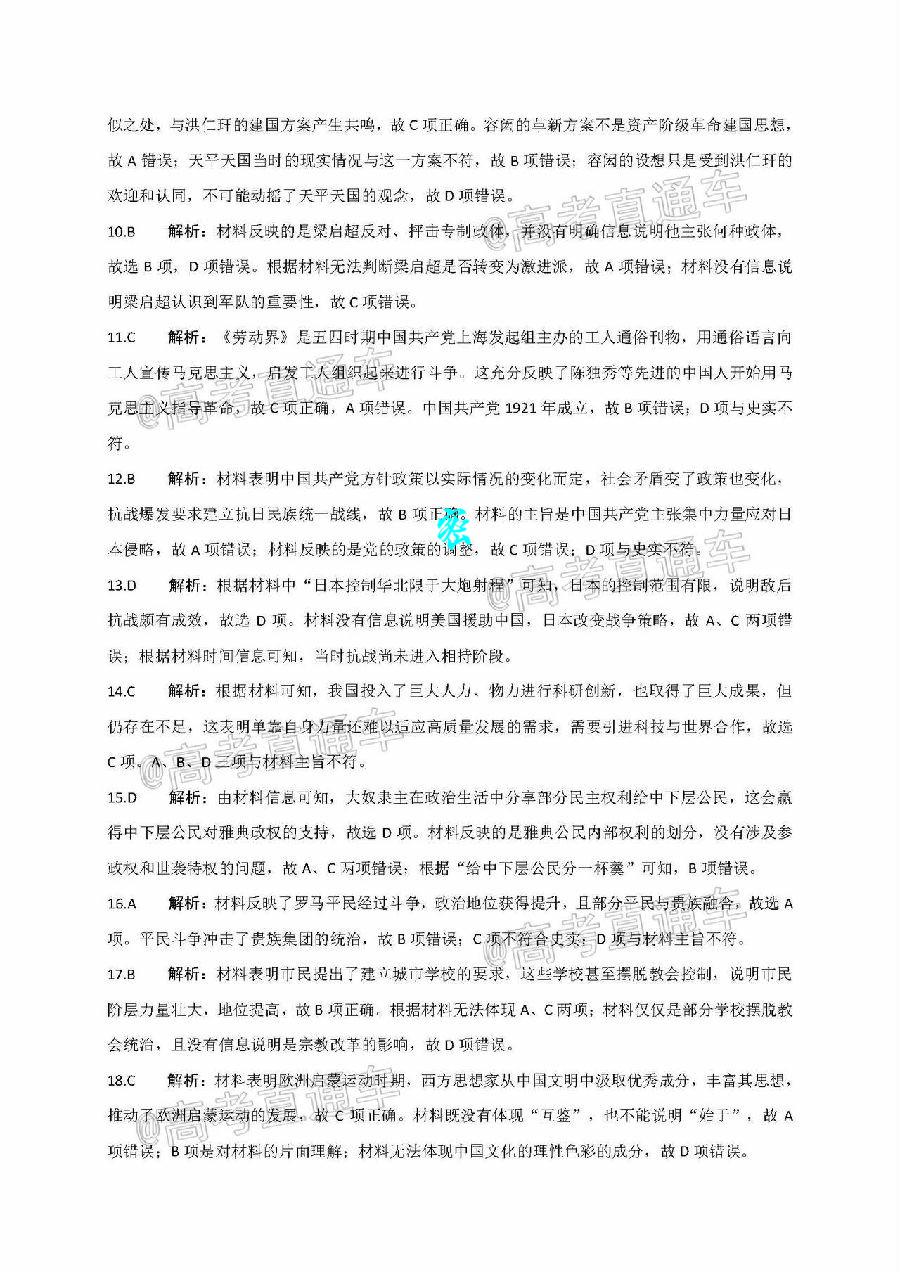 似之处，与洪仁玕的建国方案产生共鸣，故 C 项正确。容闳的革新方案不是资产阶级革命建国思想，
故 A 错误；天平天国当时的现实情况与这一方案不符，故 B 项错误；容闳的设想只是受到洪仁玕的
欢迎和认同，不可能动摇了天平天国的观念，故 D 项错误。
@高考直通车
10.B 解析：材料反映的是梁启超反对、抨击专制政体，并没有明确信息说明他主张何种政体，
故选 B 项，D 项错误。根据材料无法判断梁启超是否转变为激进派，故 A 项错误；材料没有信息说
明梁启超认识到军队的重要性，故 C 项错误。
11.C 解析：《劳动界》是五四时期中国共产党上海发起组主办的工人通俗刊物，用通俗语言向
工人宣传马克思主义，启发工人组织起来进行斗争。这充分反映了陈独秀等先进的中国人开始用马
@高考直通车
克思主义指导革命，故 C 项正确，A 项错误。中国共产党 1921 年成立，故 B 项错误；D 项与史实不
符。
12.B 解析：材料表明中国共产党方针政策以实际情况的变化而定，社会矛盾变了政策也变化，
抗战爆发要求建立抗日民族统一战线，故 B 项正确。材料的主旨是中国共产党主张集中力量应对日
密
本侵略，故 A 项错误；材料反映的是党的政策的调整，故 C 项错误；D 项与史实不符。
@高考直通车
13.D 解析：根据材料中“日本控制华北限于大炮射程”可知，日本的控制范围有限，说明敌后
抗战颇有成效，故选 D 项。材料没有信息说明美国援助中国，日本改变战争策略，故 A、C 两项错
误；根据材料时间信息可知，当时抗战尚未进入相持阶段。
14.C 解析：根据材料可知，我国投入了巨大人力、物力进行科研创新，也取得了巨大成果，但
仍存在不足，这表明单靠自身力量还难以适应高质量发展的需求，需要引进科技与世界合作，故选
@高考直通车
C 项。A、B、D 三项与材料主旨不符。
15.D 解析：由材料信息可知，大奴隶主在政治生活中分享部分民主权利给中下层公民，这会赢
得中下层公民对雅典政权的支持，故选 D 项。材料反映的是雅典公民内部权利的划分，没有涉及参
政权和世袭特权的问题，故 A、C 两项错误；根据“给中下层公民分一杯羹”可知，B 项错误。
16.A 解析：材料反映了罗马平民经过斗争，政治地位获得提升，且部分平民与贵族融合，故选 A
@高考直通车
项。平民斗争冲击了贵族集团的统治，故 B 项错误；C 项不符合史实；D 项与材料主旨不符。
17.B 解析：材料表明市民提出了建立城市学校的要求，这些学校甚至摆脱教会控制，说明市民
阶层力量壮大，地位提高，故 B 项正确。根据材料无法体现 A、C 两项；材料仅仅是部分学校摆脱教
会统治，且没有信息说明是宗教改革的影响，故 D 项错误。
18.C 解析：材料表明欧洲启蒙运动时期，西方思想家从中国文明中汲取优秀成分，丰富其思想，
推动了欧洲启蒙运动的发展，故 C 项正确。材料既没有体现“互鉴”，也不能说明“始于”，故 A
@高考直通车
项错误；B 项是对材料的片面理解；材料无法体现中国文化的理性色彩的成分，故 D 项错误。